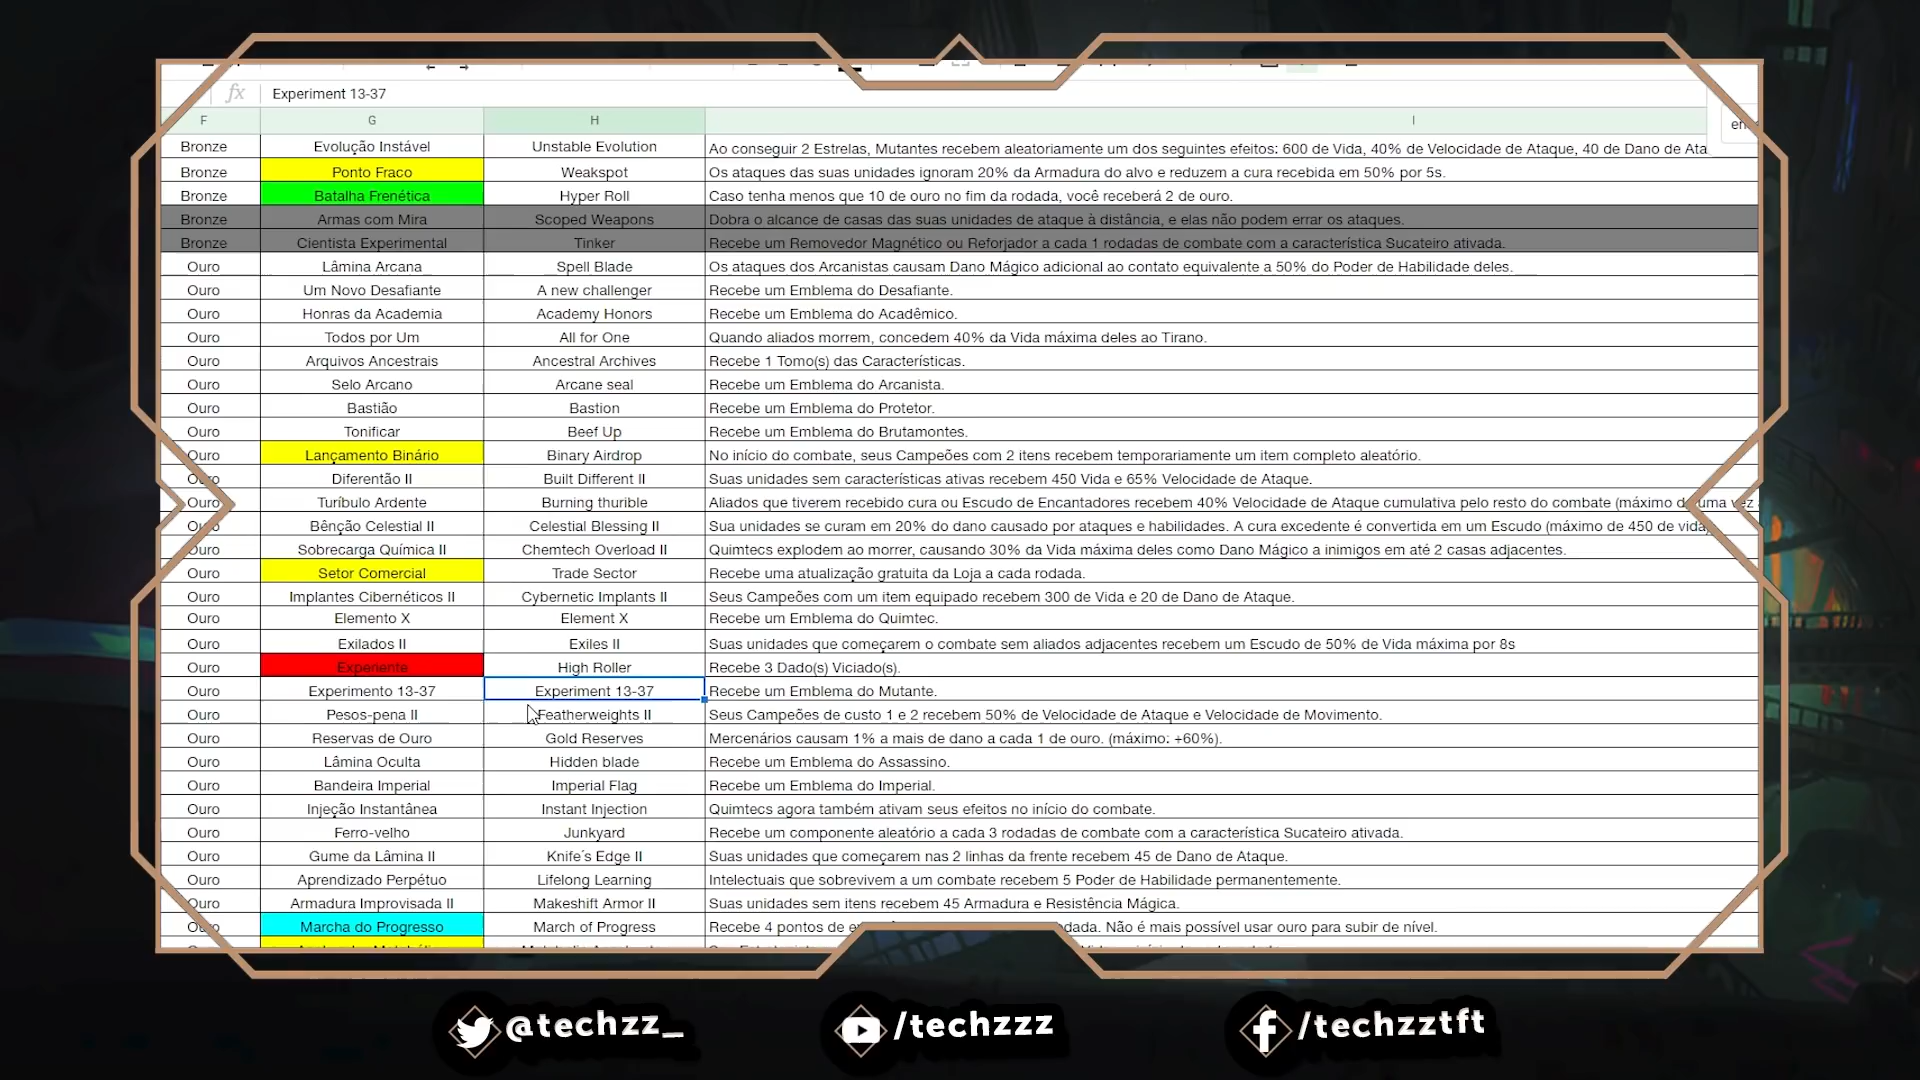 fx Experiment 13-37
F G H I
en
Bronze Evolução Instável Unstable Evolution Ao conseguir 2 Estrelas, Mutantes recebem aleatoriamente um dos seguintes efeitos: 600 de Vida, 40% de Velocidade de Ataque, 40 de Dano de Ata
Bronze Ponto Fraco Weakspot Os ataques das suas unidades ignoram 20% da Armadura do alvo e reduzem a cura recebida em 50% por 5s.
Bronze Batalha Frenética Hyper Roll Caso tenha menos que 10 de ouro no fim da rodada, você receberá 2 de ouro.
Bronze Armas com Mira Scoped Weapons Dobra o alcance de casas das suas unidades de ataque à distância, e elas não podem errar os ataques.
Bronze Cientista Experimental Tinker Recebe um Removedor Magnético ou Reforjador a cada 1 rodadas de combate com a característica Sucateiro ativada.
Ouro Lâmina Arcana Spell Blade Os ataques dos Arcanistas causam Dano Mágico adicional ao contato equivalente a 50% do Poder de Habilidade deles.
Ouro Um Novo Desafiante A new challenger Recebe um Emblema do Desafiante.
Ouro Honras da Academia Academy Honors Recebe um Emblema do Acadêmico.
Ouro Todos por Um All for One Quando aliados morrem, concedem 40% da Vida máxima deles ao Tirano.
Ouro Arquivos Ancestrais Ancestral Archives Recebe 1 Tomo(s) das Características.
Ouro Selo Arcano Arcane seal Recebe um Emblema do Arcanista.
Ouro Bastião Bastion Recebe um Emblema do Protetor.
Ouro Tonificar Beef Up Recebe um Emblema do Brutamontes.
Ouro Lançamento Binário Binary Airdrop No início do combate, seus Campeões com 2 itens recebem temporariamente um item completo aleatório.
Ouro Diferentão II Built Different II Suas unidades sem características ativas recebem 450 Vida e 65% Velocidade de Ataque.
Ouro Turíbulo Ardente Burning thurible Aliados que tiverem recebido cura ou Escudo de Encantadores recebem 40% Velocidade de Ataque cumulativa pelo resto do combate (máximo de uma vez
Ouro Bênção Celestial II Celestial Blessing II Sua unidades se curam em 20% do dano causado por ataques e habilidades. A cura excedente é convertida em um Escudo (máximo de 450 de vida)
Ouro Sobrecarga Química II Chemtech Overload II Quimtecs explodem ao morrer, causando 30% da Vida máxima deles como Dano Mágico a inimigos em até 2 casas adjacentes.
Ouro Setor Comercial Trade Sector Recebe uma atualização gratuita da Loja a cada rodada.
Ouro Implantes Cibernéticos II Cybernetic Implants II Seus Campeões com um item equipado recebem 300 de Vida e 20 de Dano de Ataque.
Ouro Elemento X Element X Recebe um Emblema do Quimtec.
Ouro Exilados II Exiles II Suas unidades que começarem o combate sem aliados adjacentes recebem um Escudo de 50% de Vida máxima por 8s
Ouro Experiente High Roller Recebe 3 Dado(s) Viciado(s).
Ouro Experimento 13-37 Experiment 13-37 Recebe um Emblema do Mutante.
Ouro Pesos-pena II Featherweights II Seus Campeões de custo 1 e 2 recebem 50% de Velocidade de Ataque e Velocidade de Movimento.
Ouro Reservas de Ouro Gold Reserves Mercenários causam 1% a mais de dano a cada 1 de ouro. (máximo: +60%).
Ouro Lâmina Oculta Hidden blade Recebe um Emblema do Assassino.
Ouro Bandeira Imperial Imperial Flag Recebe um Emblema do Imperial.
Ouro Injeção Instantânea Instant Injection Quimtecs agora também ativam seus efeitos no início do combate.
Ouro Ferro-velho Junkyard Recebe um componente aleatório a cada 3 rodadas de combate com a característica Sucateiro ativada.
Ouro Gume da Lâmina II Knife´s Edge II Suas unidades que começarem nas 2 linhas da frente recebem 45 de Dano de Ataque.
Ouro Aprendizado Perpétuo Lifelong Learning Intelectuais que sobrevivem a um combate recebem 5 Poder de Habilidade permanentemente.
Ouro Armadura Improvisada II Makeshift Armor II Suas unidades sem itens recebem 45 Armadura e Resistência Mágica.
Ouro Marcha do Progresso March of Progress Recebe 4 pontos de rodada. Não é mais possível usar ouro para subir de nível.
@techzz_ /techzzz /techzztft